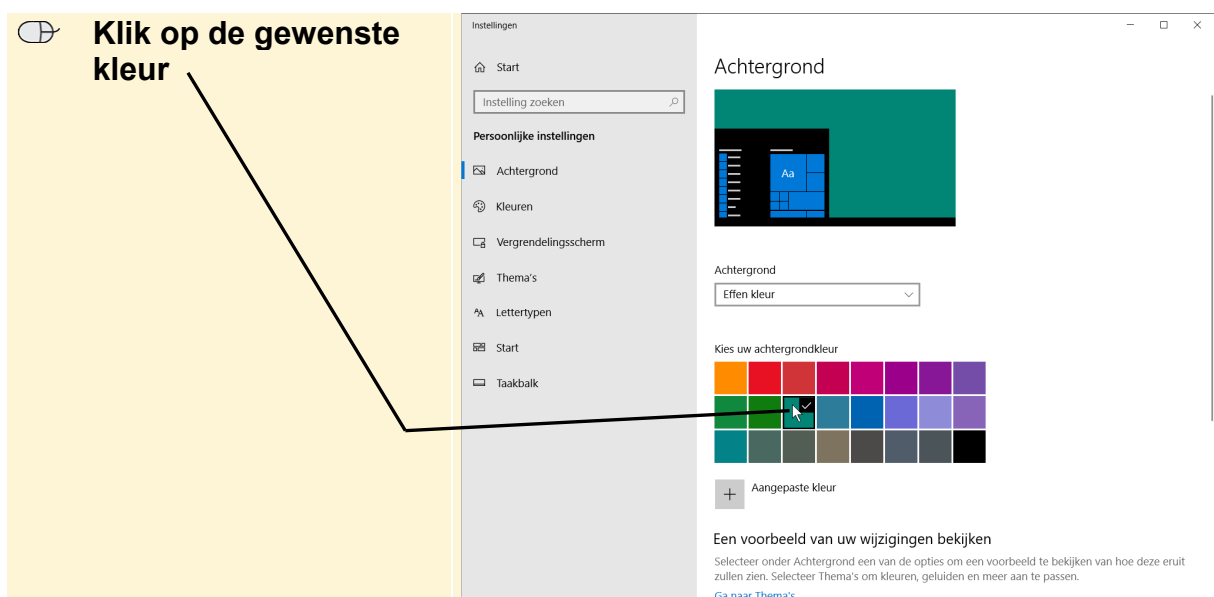 Klik op de gewenste
kleur
Instellingen
Start
Instelling zoeken
Persoonlijke instellingen
Achtergrond
Kleuren
Vergrendelingsscherm
Thema's
Lettertypen
Start
Taakbalk
Achtergrond
Aa
Achtergrond
Effen kleur
Kies uw achtergrondkleur
Aangepaste kleur
Een voorbeeld van uw wijzigingen bekijken
Selecteer onder Achtergrond een van de opties om een voorbeeld te bekijken van hoe deze eruit
zullen zien. Selecteer Thema's om kleuren, geluiden en meer aan te passen.
Ga naar Thema's